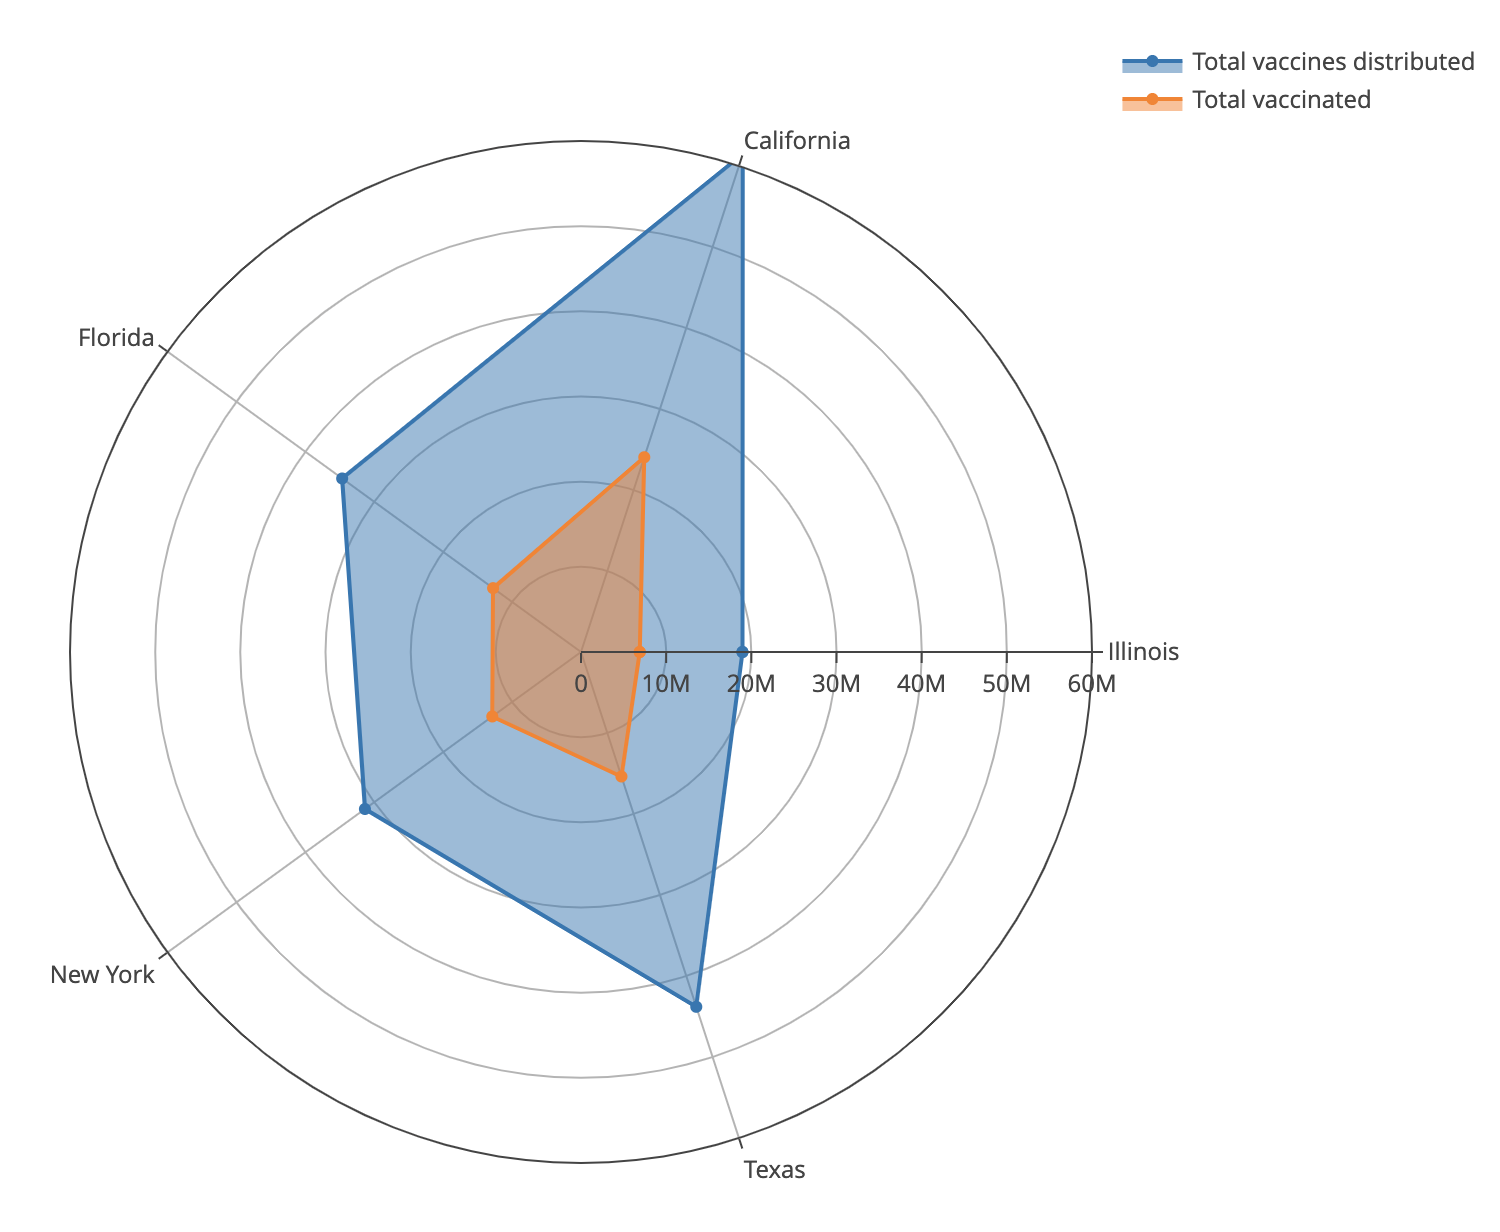 Total vaccines distributed
Total vaccinated
California
Florida
Illinois
0 10M 20M 30M 40M 50M 60M
New York
Texas